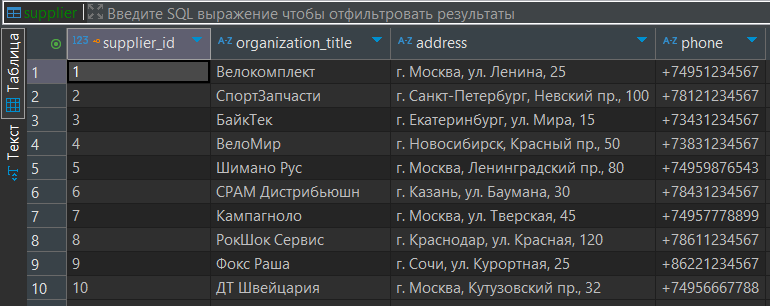 supplier Введите SQL выражение чтобы отфильтровать результаты
Таблица
Текст
123 supplier_id A-Z organization_title A-Z address A-Z phone
1 1 Велокомплект г. Москва, ул. Ленина, 25 +74951234567
2 2 СпортЗапчасти г. Санкт-Петербург, Невский пр., 100 +78121234567
3 3 БайкТек г. Екатеринбург, ул. Мира, 15 +73431234567
4 4 ВелоМир г. Новосибирск, Красный пр., 50 +73831234567
5 5 Шимано Рус г. Москва, Ленинградский пр., 80 +74959876543
6 6 СРАМ Дистрибьюшн г. Казань, ул. Баумана, 30 +78431234567
7 7 Кампагноло г. Москва, ул. Тверская, 45 +74957778899
8 8 РокШок Сервис г. Краснодар, ул. Красная, 120 +78611234567
9 9 Фокс Раша г. Сочи, ул. Курортная, 25 +86221234567
10 10 ДТ Швейцария г. Москва, Кутузовский пр., 32 +74956667788